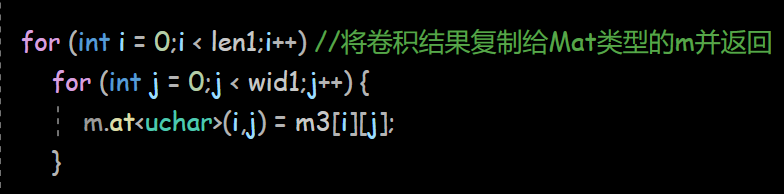 for (int i = 0;i < len1;i++) //将卷积结果复制给Mat类型的m并返回
for (int j = 0;j < wid1;j++) {
m.at<uchar>(i,j) = m3[i][j];
}